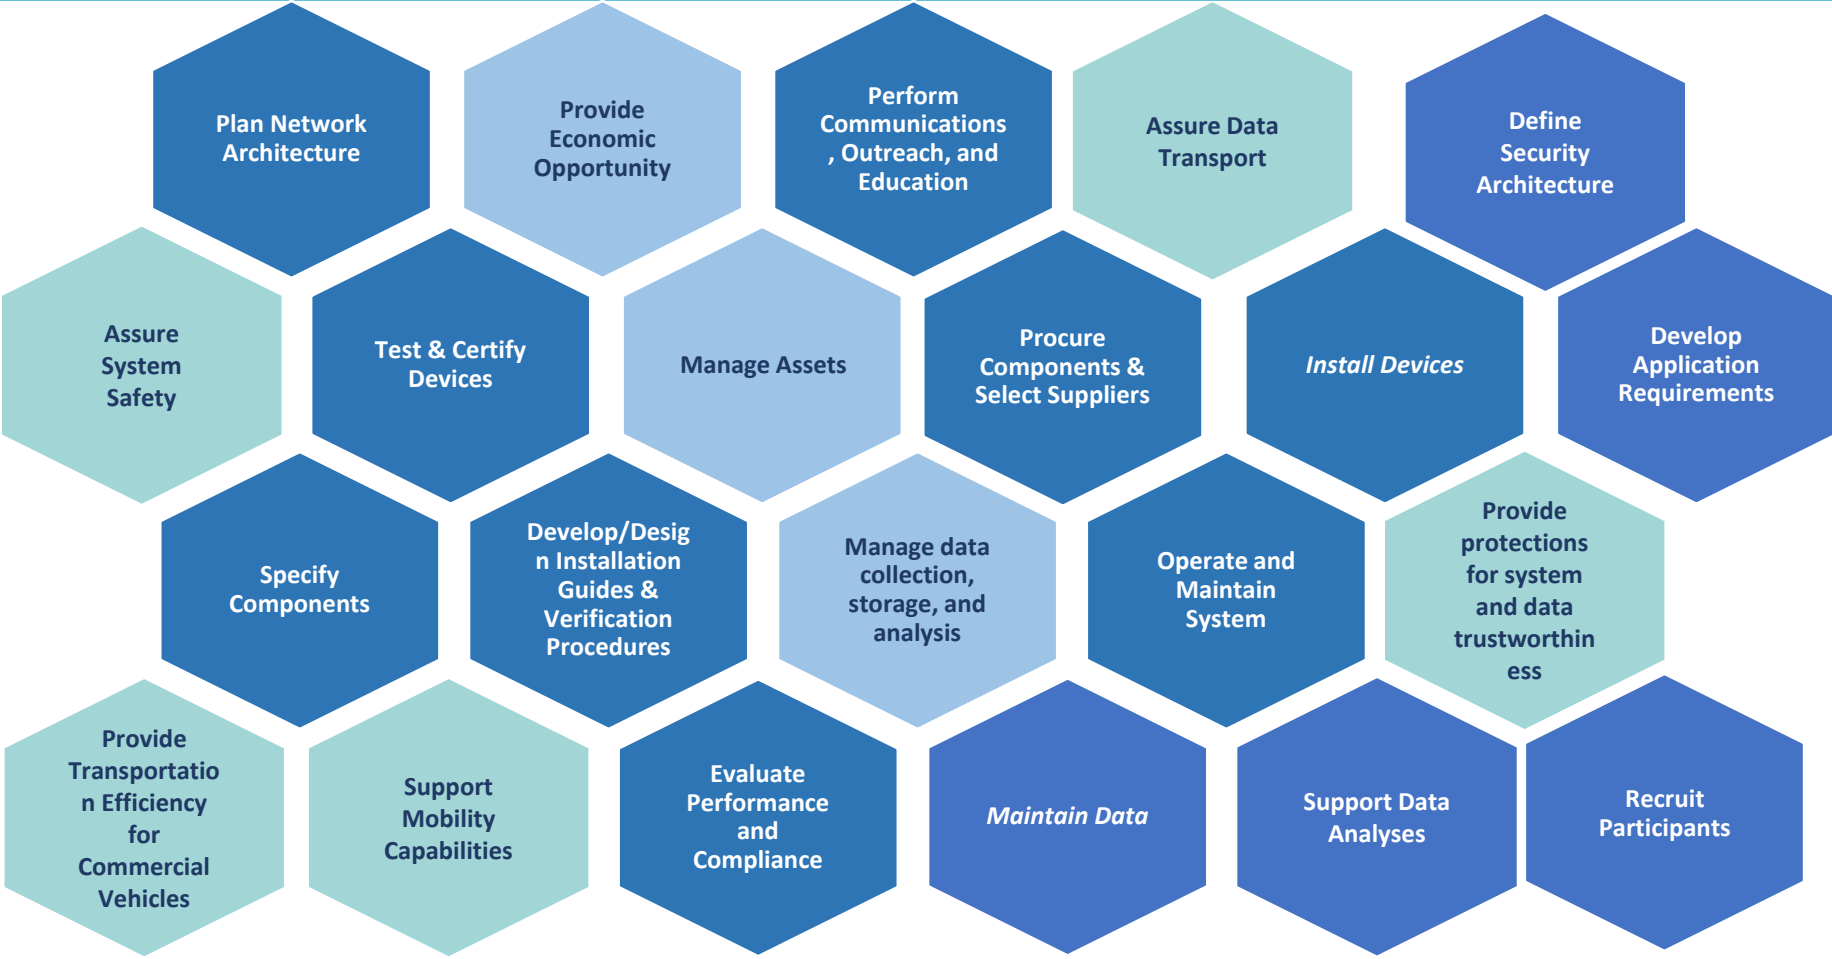 Plan Network
Architecture
Provide
Economic
Opportunity
Perform
Communications
, Outreach, and
Education
Assure Data
Transport
Define
Security
Architecture
Assure
System
Safety
Test & Certify
Devices
Manage Assets
Procure
Components &
Select Suppliers
Install Devices
Develop
Application
Requirements
Specify
Components
Develop/Desig
n Installation
Guides &
Verification
Procedures
Manage data
collection,
storage, and
analysis
Operate and
Maintain
System
Provide
protections
for system
and data
trustworthin
ess
Provide
Transportatio
n Efficiency
for
Commercial
Vehicles
Support
Mobility
Capabilities
Evaluate
Performance
and
Compliance
Maintain Data
Support Data
Analyses
Recruit
Participants